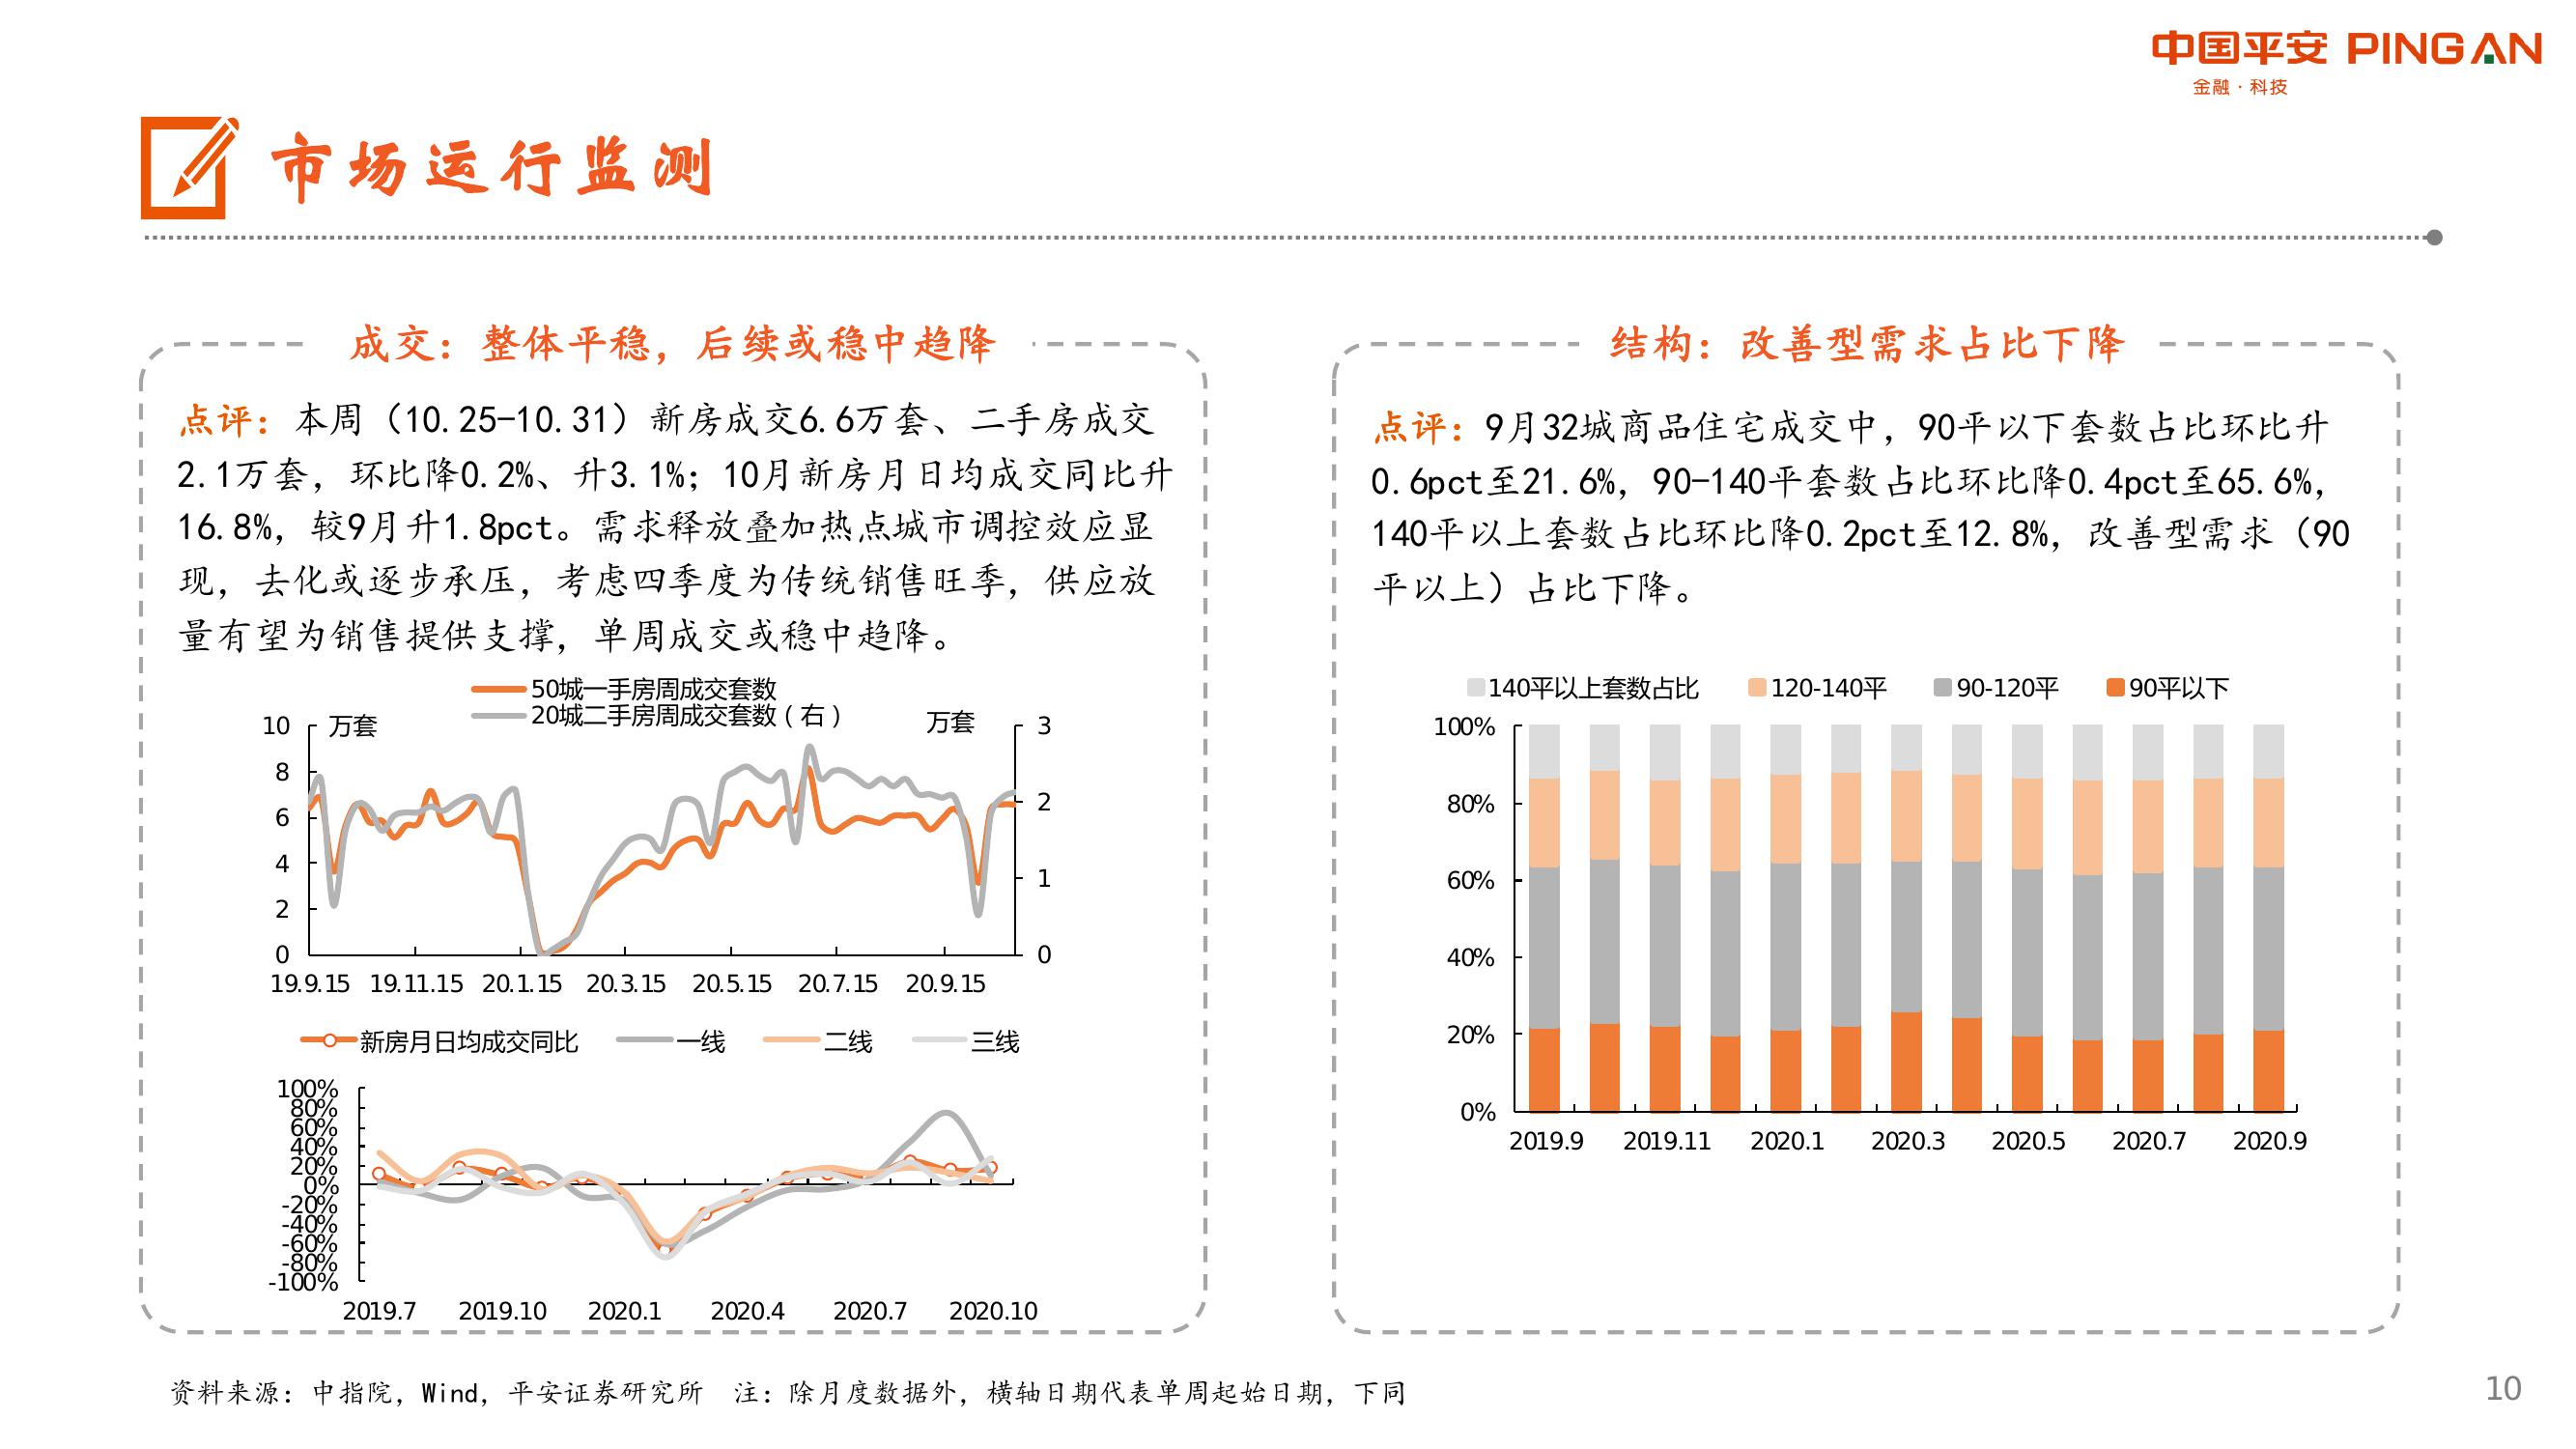 中国平安 PINGAN
金融·科技
市场运行监测
成交：整体平稳，后续或稳中趋降
点评：本周（10.25-10.31）新房成交6.6万套、二手房成交
2.1万套，环比降0.2%、升3.1%；10月新房月日均成交同比升
16.8%，较9月升1.8pct。需求释放叠加热点城市调控效应显
现，去化或逐步承压，考虑四季度为传统销售旺季，供应放
量有望为销售提供支撑，单周成交或稳中趋降。
50城一手房周成交套数
20城二手房周成交套数（右）
万套
万套
10
8
6
4
2
0
3
2
1
0
19.9.15 19.11.15 20.1.15 20.3.15 20.5.15 20.7.15 20.9.15
新房月日均成交同比 一线 二线 三线
100%
80%
60%
40%
20%
0%
-20%
-40%
-60%
-80%
-100%
2019.7 2019.10 2020.1 2020.4 2020.7 2020.10
结构：改善型需求占比下降
点评：9月32城商品住宅成交中，90平以下套数占比环比升
0.6pct至21.6%，90-140平套数占比环比降0.4pct至65.6%，
140平以上套数占比环比降0.2pct至12.8%，改善型需求（90
平以上）占比下降。
140平以上套数占比 120-140平 90-120平 90平以下
100%
80%
60%
40%
20%
0%
2019.9 2019.11 2020.1 2020.3 2020.5 2020.7 2020.9
资料来源：中指院，Wind，平安证券研究所 注：除月度数据外，横轴日期代表单周起始日期，下同
10